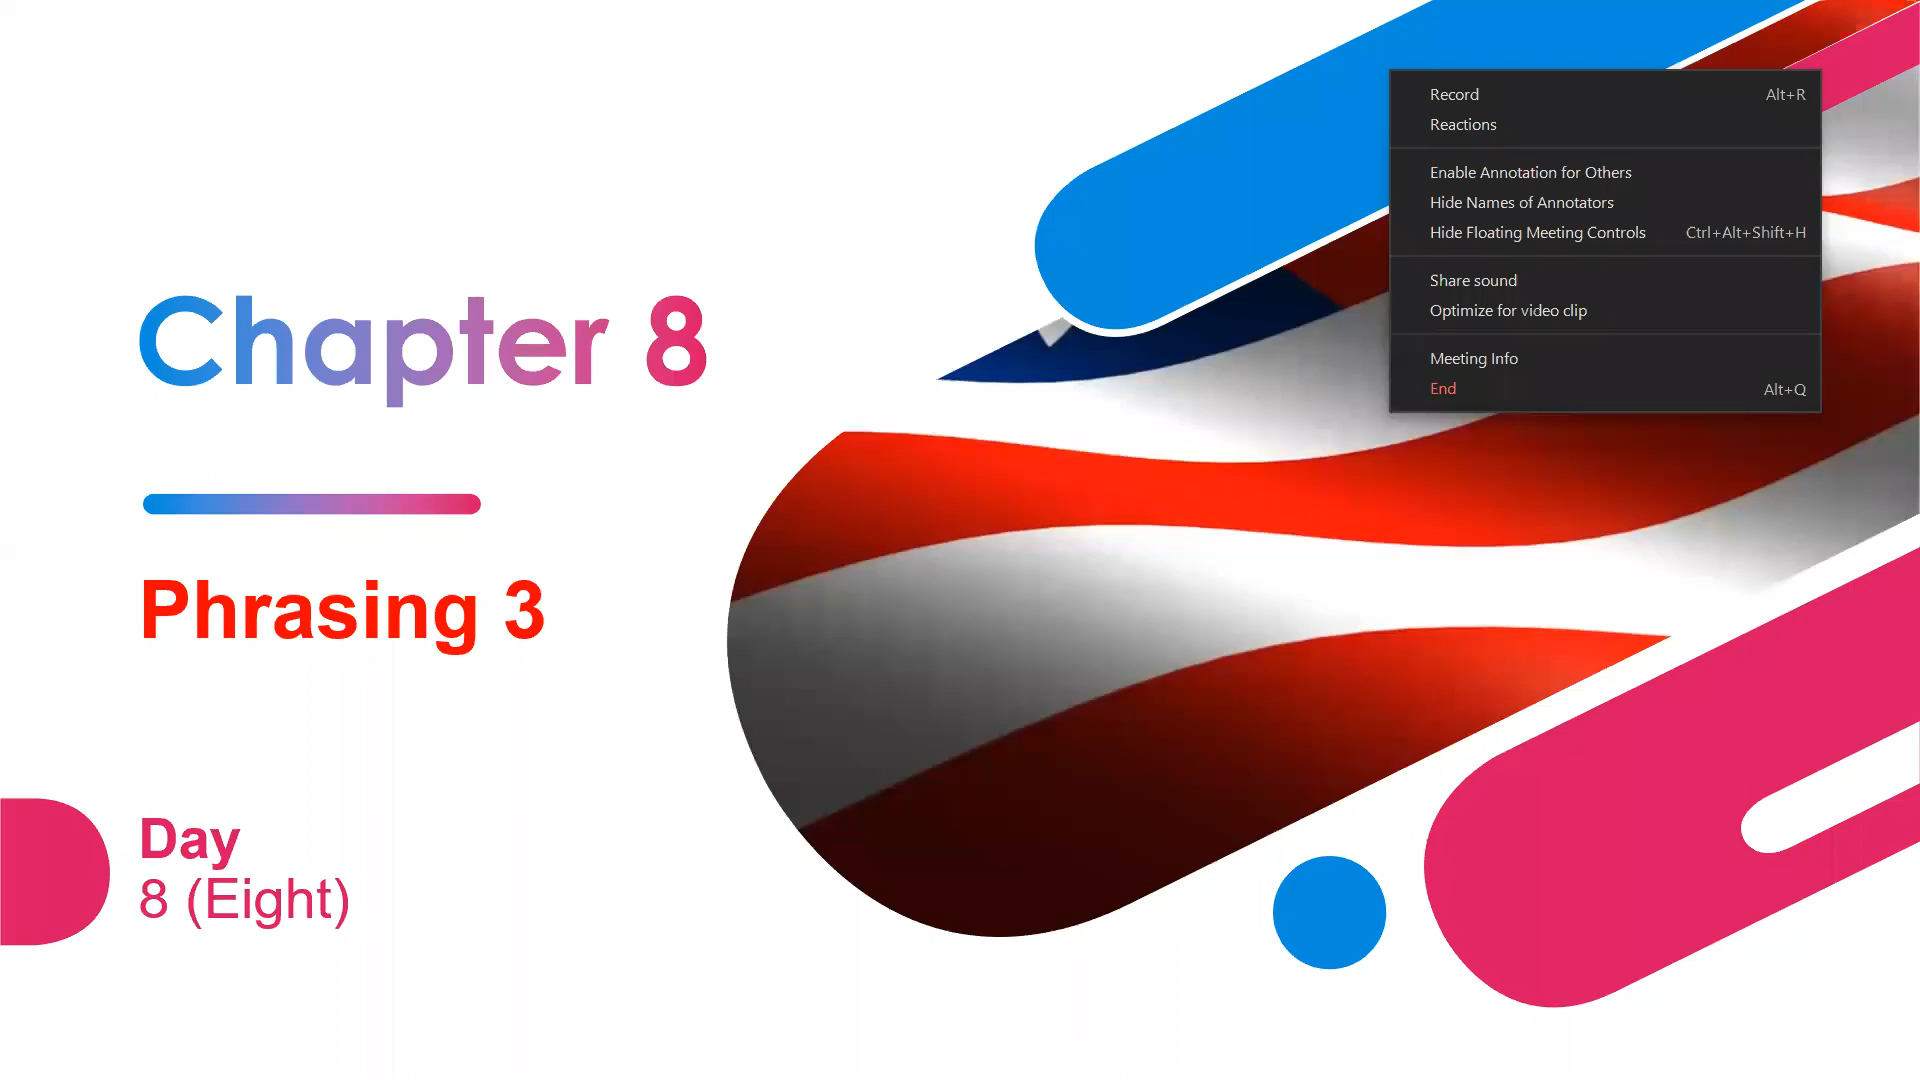 Chapter 8
Phrasing 3
Day
8 (Eight)
Record Alt+R
Reactions
Enable Annotation for Others
Hide Names of Annotators
Hide Floating Meeting Controls Ctrl+Alt+Shift+H
Share sound
Optimize for video clip
Meeting Info
End Alt+Q